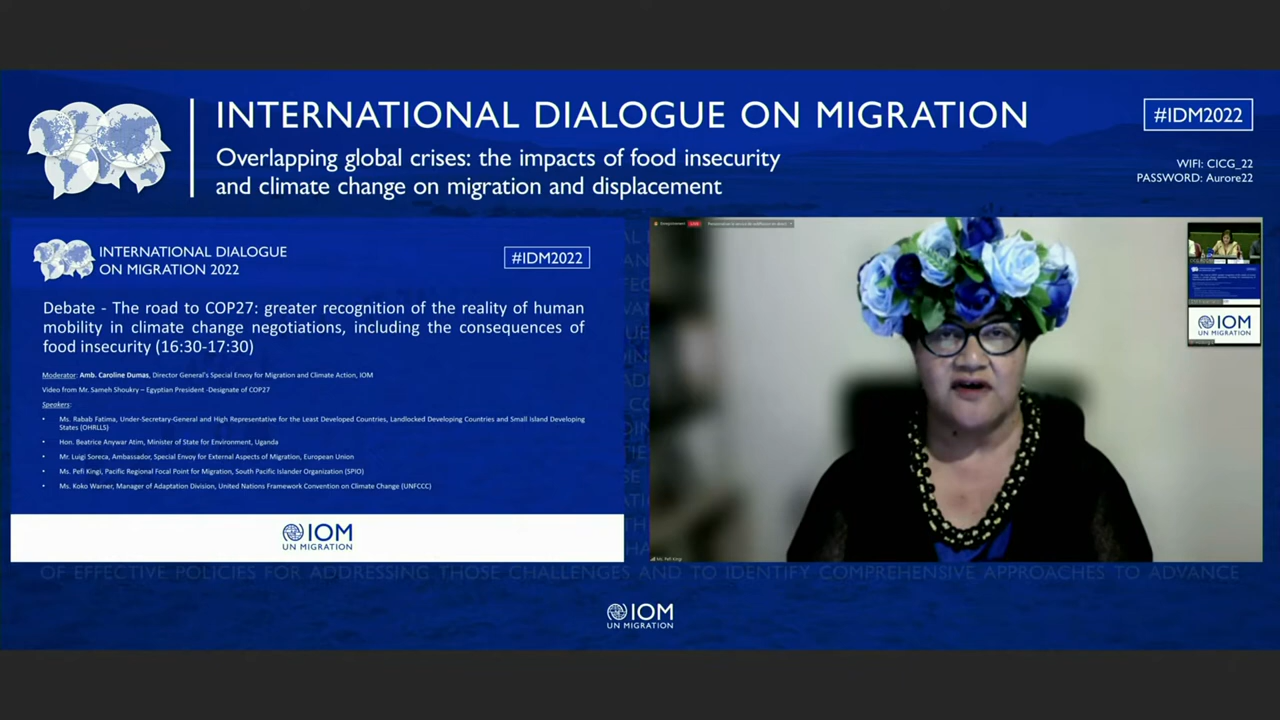 INTERNATIONAL DIALOGUE ON MIGRATION
Overlapping global crises: the impacts of food insecurity
and climate change on migration and displacement
#IDM2022
WIFI: CICG_22
PASSWORD: Aurore22
INTERNATIONAL DIALOGUE
ON MIGRATION 2022
#IDM2022
Debate - The road to COP27: greater recognition of the reality of human
mobility in climate change negotiations, including the consequences of
food insecurity (16:30-17:30)
Moderator: Amb. Caroline Dumas, Director General's Special Envoy for Migration and Climate Action, IOM
Video from Mr. Sameh Shoukry – Egyptian President -Designate of COP27
Speakers:
• Ms. Rabab Fatima, Under-Secretary-General and High Representative for the Least Developed Countries, Landlocked Developing Countries and Small Island Developing
States (OHRLLS)
• Hon. Beatrice Anywar Atim, Minister of State for Environment, Uganda
• Mr. Luigi Soreca, Ambassador, Special Envoy for External Aspects of Migration, European Union
• Ms. Pefi Kingi, Pacific Regional Focal Point for Migration, South Pacific Islander Organization (SPIO)
• Ms. Koko Warner, Manager of Adaptation Division, United Nations Framework Convention on Climate Change (UNFCCC)
IOM
UN MIGRATION
LIVE
IOM
UN MIGRATION
Ms. Pefi Kingi
OF EFFECTIVE POLICIES FOR ADDRESSING THOSE CHALLENGES AND TO IDENTIFY COMPREHENSIVE APPROACHES TO ADVANCE
IOM
UN MIGRATION